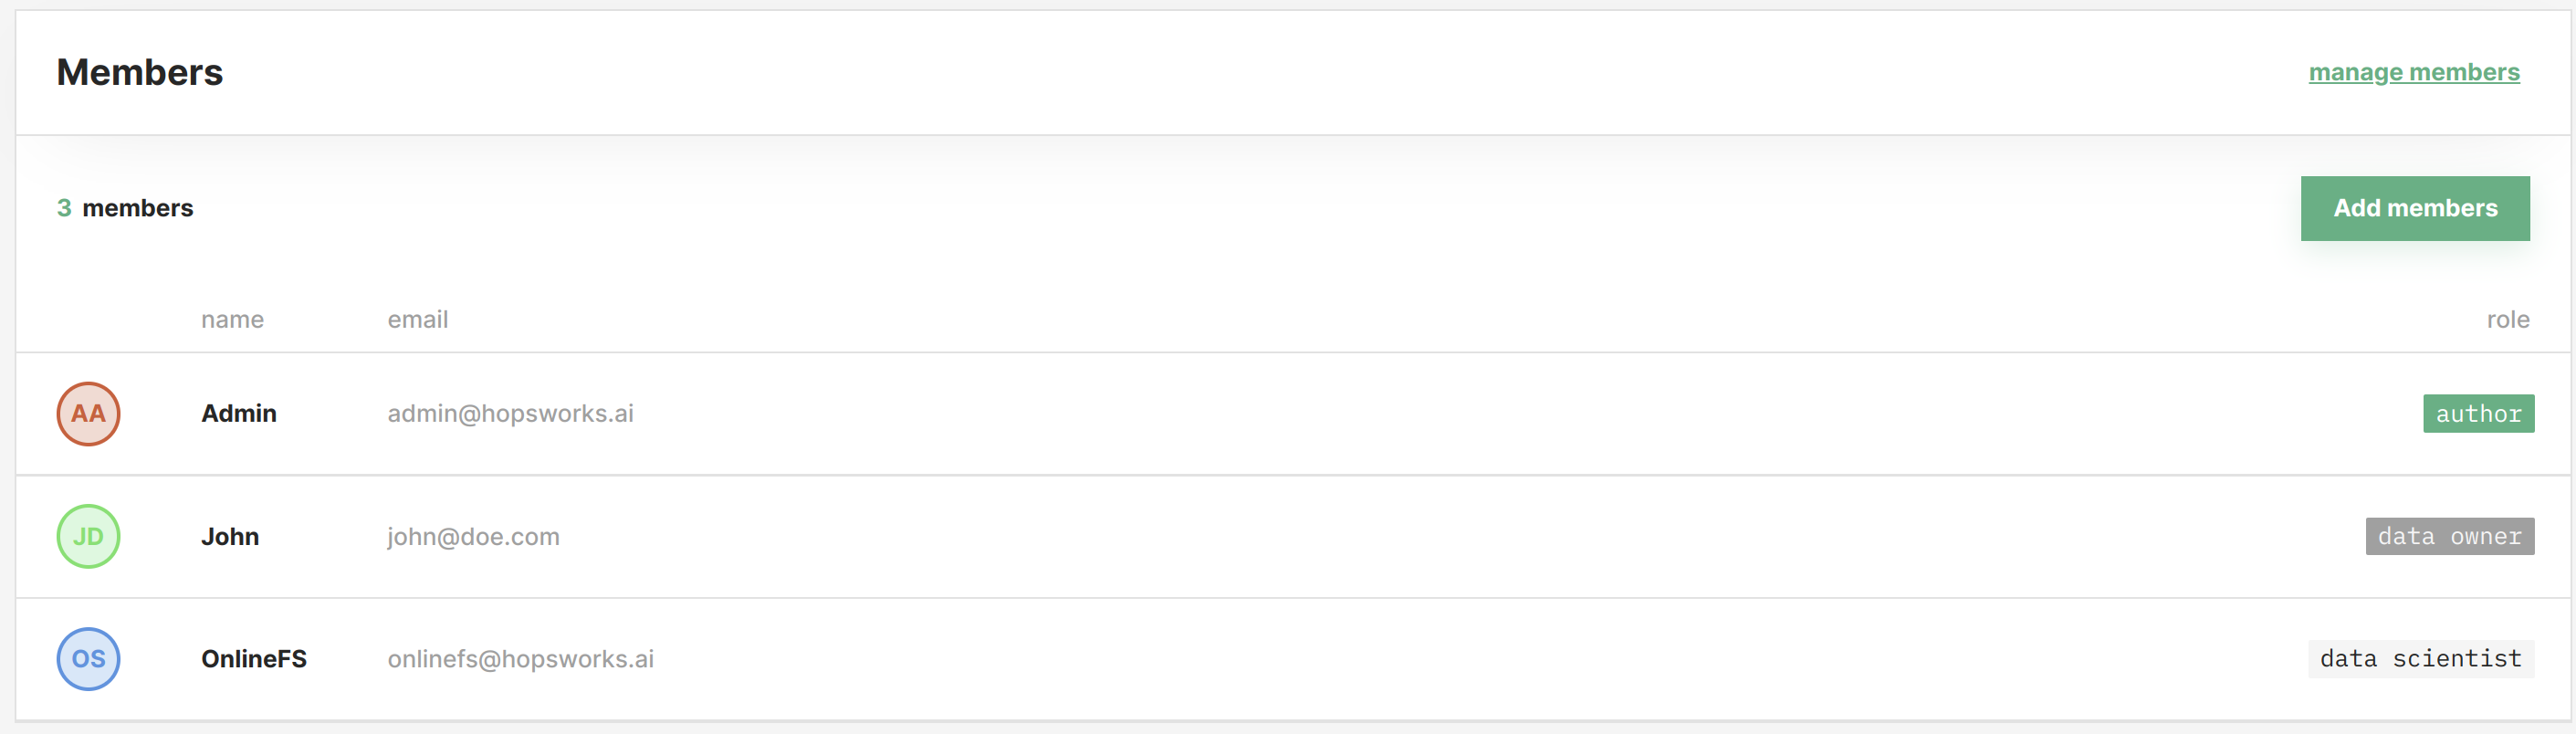 Members
manage members
3 members
Add members
name email role
AA Admin admin@hopsworks.ai author
JD John john@doe.com data owner
OS OnlineFS onlinefs@hopsworks.ai data scientist